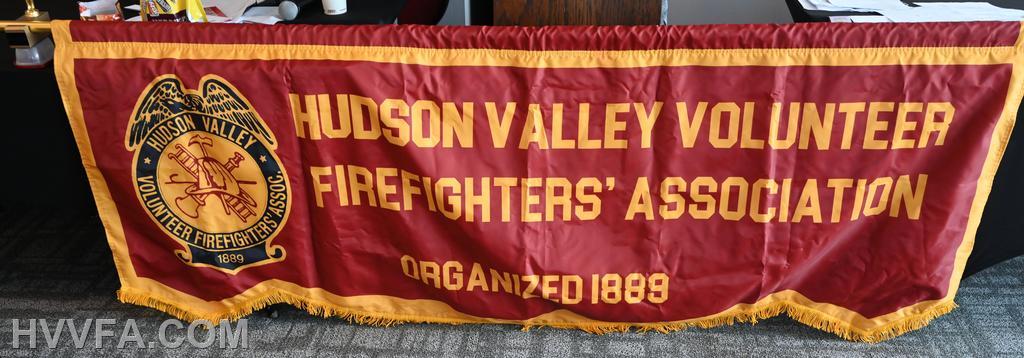 HUDSON VALLEY VOLUNTEER
FIREFIGHTERS' ASSOCIATION
ORGANIZED 1889
HUDSON VALLEY
VOLUNTEER FIREFIGHTERS' ASSOC.
1889
HVVFA.COM